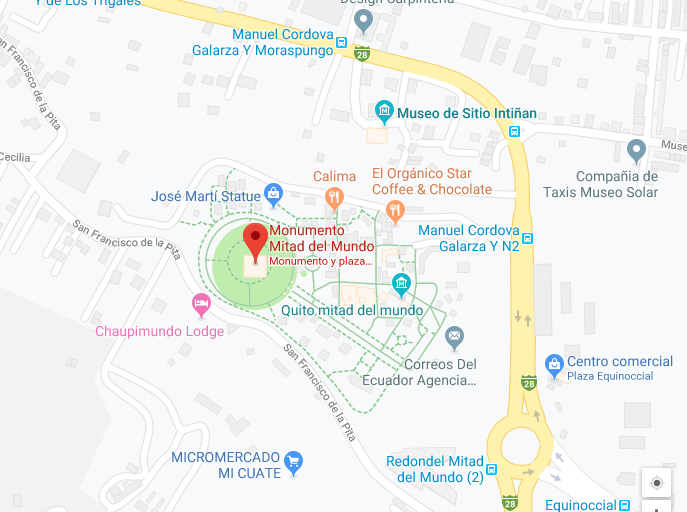 Y de Los Trigales
Design Carpinteria
Manuel Cordova
Galarza Y Moraspungo
28
San Francisco de la Pita
Museo de Sitio Intiñan
Muse
Cecilia
Compañia de
Taxis Museo Solar
El Orgánico Star
Coffee & Chocolate
Calima
José Martí Statue
San Francisco de la Pita
Monumento
Mitad del Mundo
Monumento y plaza…
Manuel Cordova
Galarza Y N2
Quito mitad del mundo
Chaupimundo Lodge
San Francisco de la Pita
Correos Del
Ecuador Agencia…
Centro comercial
Plaza Equinoccial
28
MICROMERCADO
MI CUATE
Redondel Mitad
del Mundo (2)
28
Equinoccial